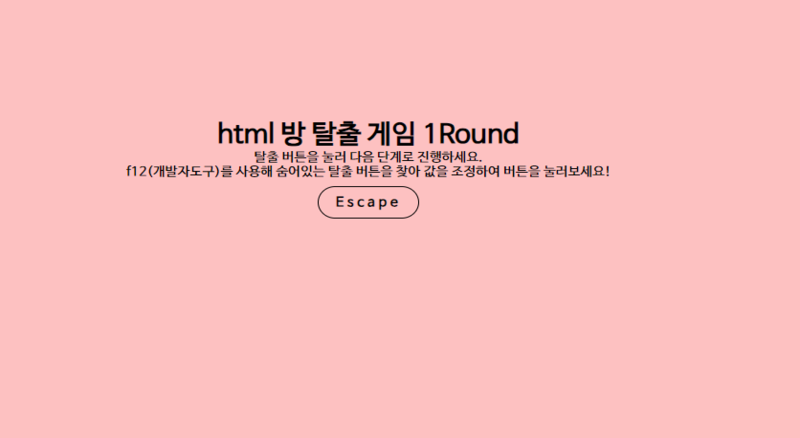 html 방 탈출 게임 1Round
탈출 버튼을 눌러 다음 단계로 진행하세요.
f12(개발자도구)를 사용해 숨어있는 탈출 버튼을 찾아 값을 조정하여 버튼을 눌러보세요!
Escape